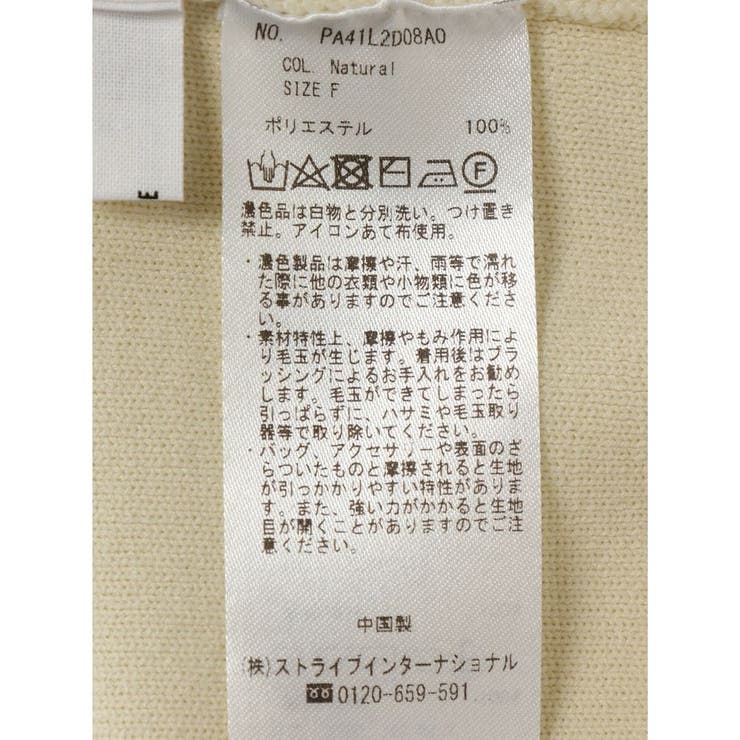 NO. PA41L2D08A0
COL. Natural
SIZE F
ポリエステル 100%
濃色品は白物と分別洗い。つけ置き
禁止。アイロンあて布使用。
・濃色製品は摩擦や汗、雨等で濡れ
た際に他の衣類や小物類に色が移
る事がありますのでご注意くださ
い。
・素材特性上、摩擦やもみ作用によ
り毛玉が生じます。着用後はブラ
ッシングによるお手入れをお勧め
します。毛玉ができてしまったら
引っぱらずに、ハサミや毛玉取り
器等で取り除いてください。
・バッグ、アクセサリーや表面のざ
らついたものと摩擦されると生地
が引っかかりやすい特性がありま
す。また、強い力がかかると生地
目が開くことがありますのでご注
意ください。
中国製
(株)ストライプインターナショナル
0120-659-591
E
F